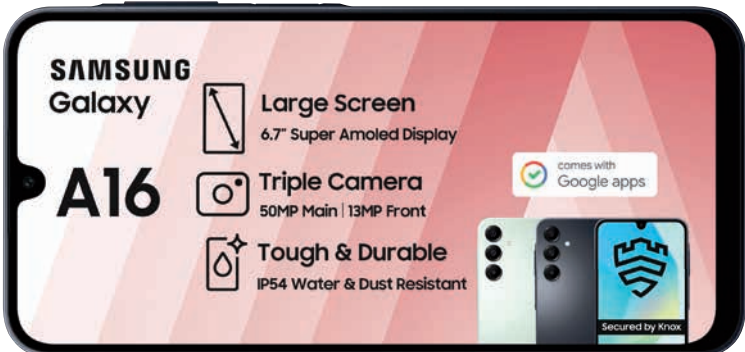 SAMSUNG
Galaxy
A16
Large Screen
6.7" Super Amoled Display
Triple Camera
50MP Main | 13MP Front
Tough & Durable
IP54 Water & Dust Resistant
comes with
Google apps
Secured by Knox